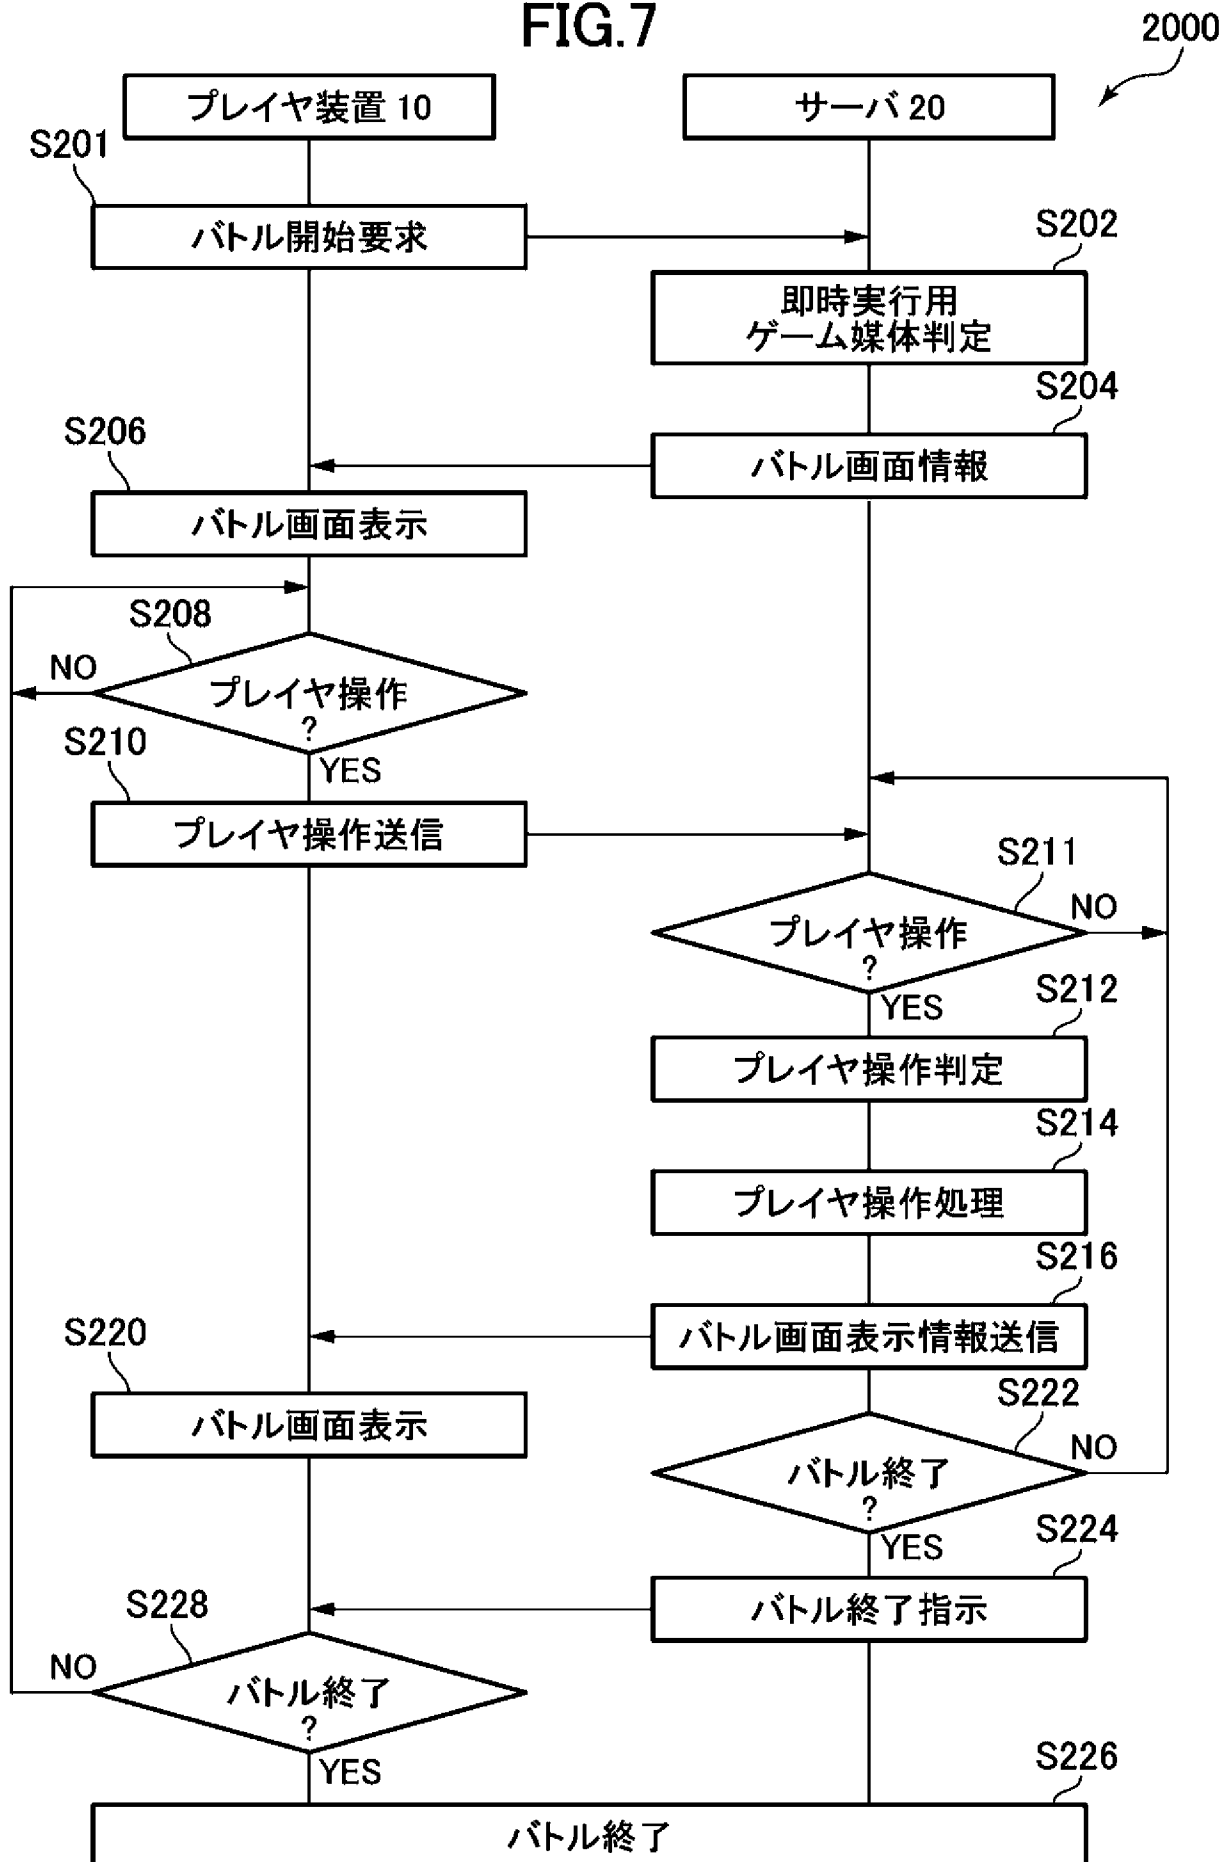 FIG.7
2000
プレイヤ装置 10
サーバ 20
S201
バトル開始要求
S202
即時実行用
ゲーム媒体判定
S204
バトル画面情報
S206
バトル画面表示
S208
NO
プレイヤ操作
?
YES
S210
プレイヤ操作送信
S211
NO
プレイヤ操作
?
YES
S212
プレイヤ操作判定
S214
プレイヤ操作処理
S216
バトル画面表示情報送信
S220
バトル画面表示
S222
NO
バトル終了
?
YES
S224
バトル終了指示
S228
NO
バトル終了
?
YES
S226
バトル終了